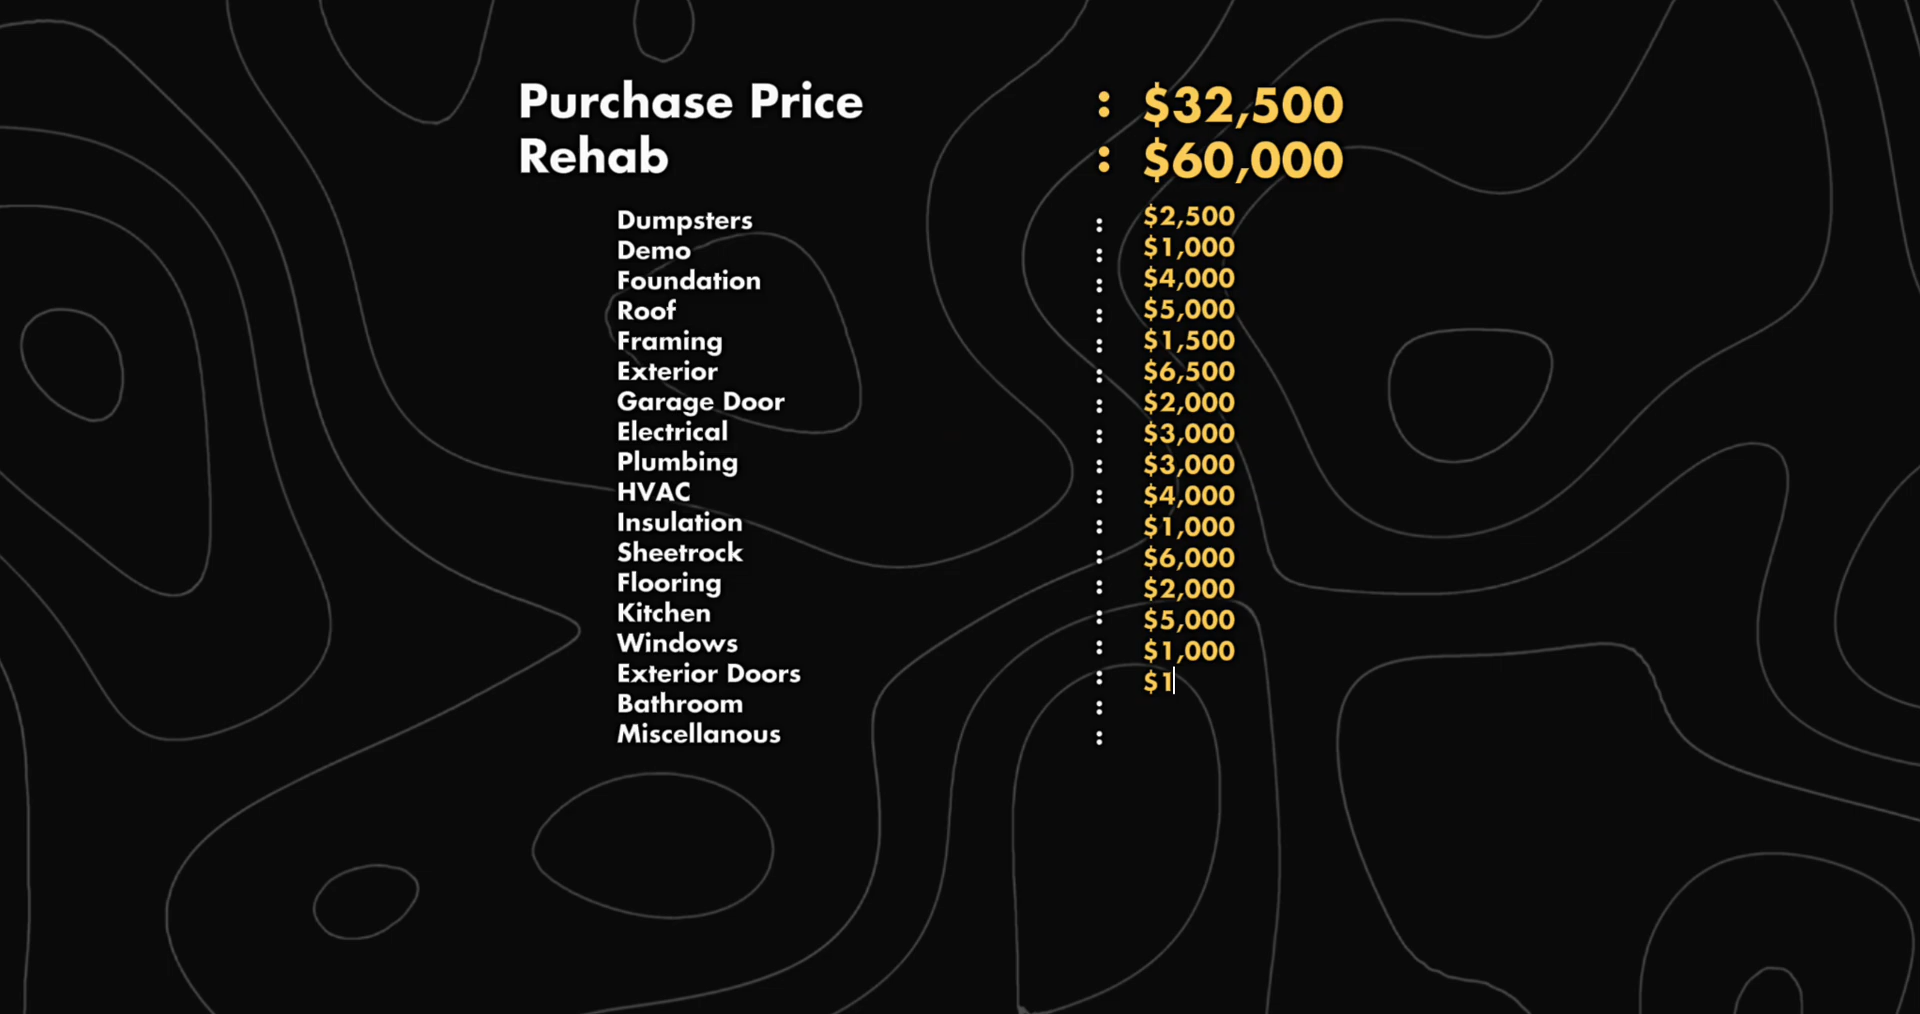 Purchase Price : $32,500
Rehab : $60,000
Dumpsters : $2,500
Demo : $1,000
Foundation : $4,000
Roof : $5,000
Framing : $1,500
Exterior : $6,500
Garage Door : $2,000
Electrical : $3,000
Plumbing : $3,000
HVAC : $4,000
Insulation : $1,000
Sheetrock : $6,000
Flooring : $2,000
Kitchen : $5,000
Windows : $1,000
Exterior Doors : $1
Bathroom :
Miscellanous :